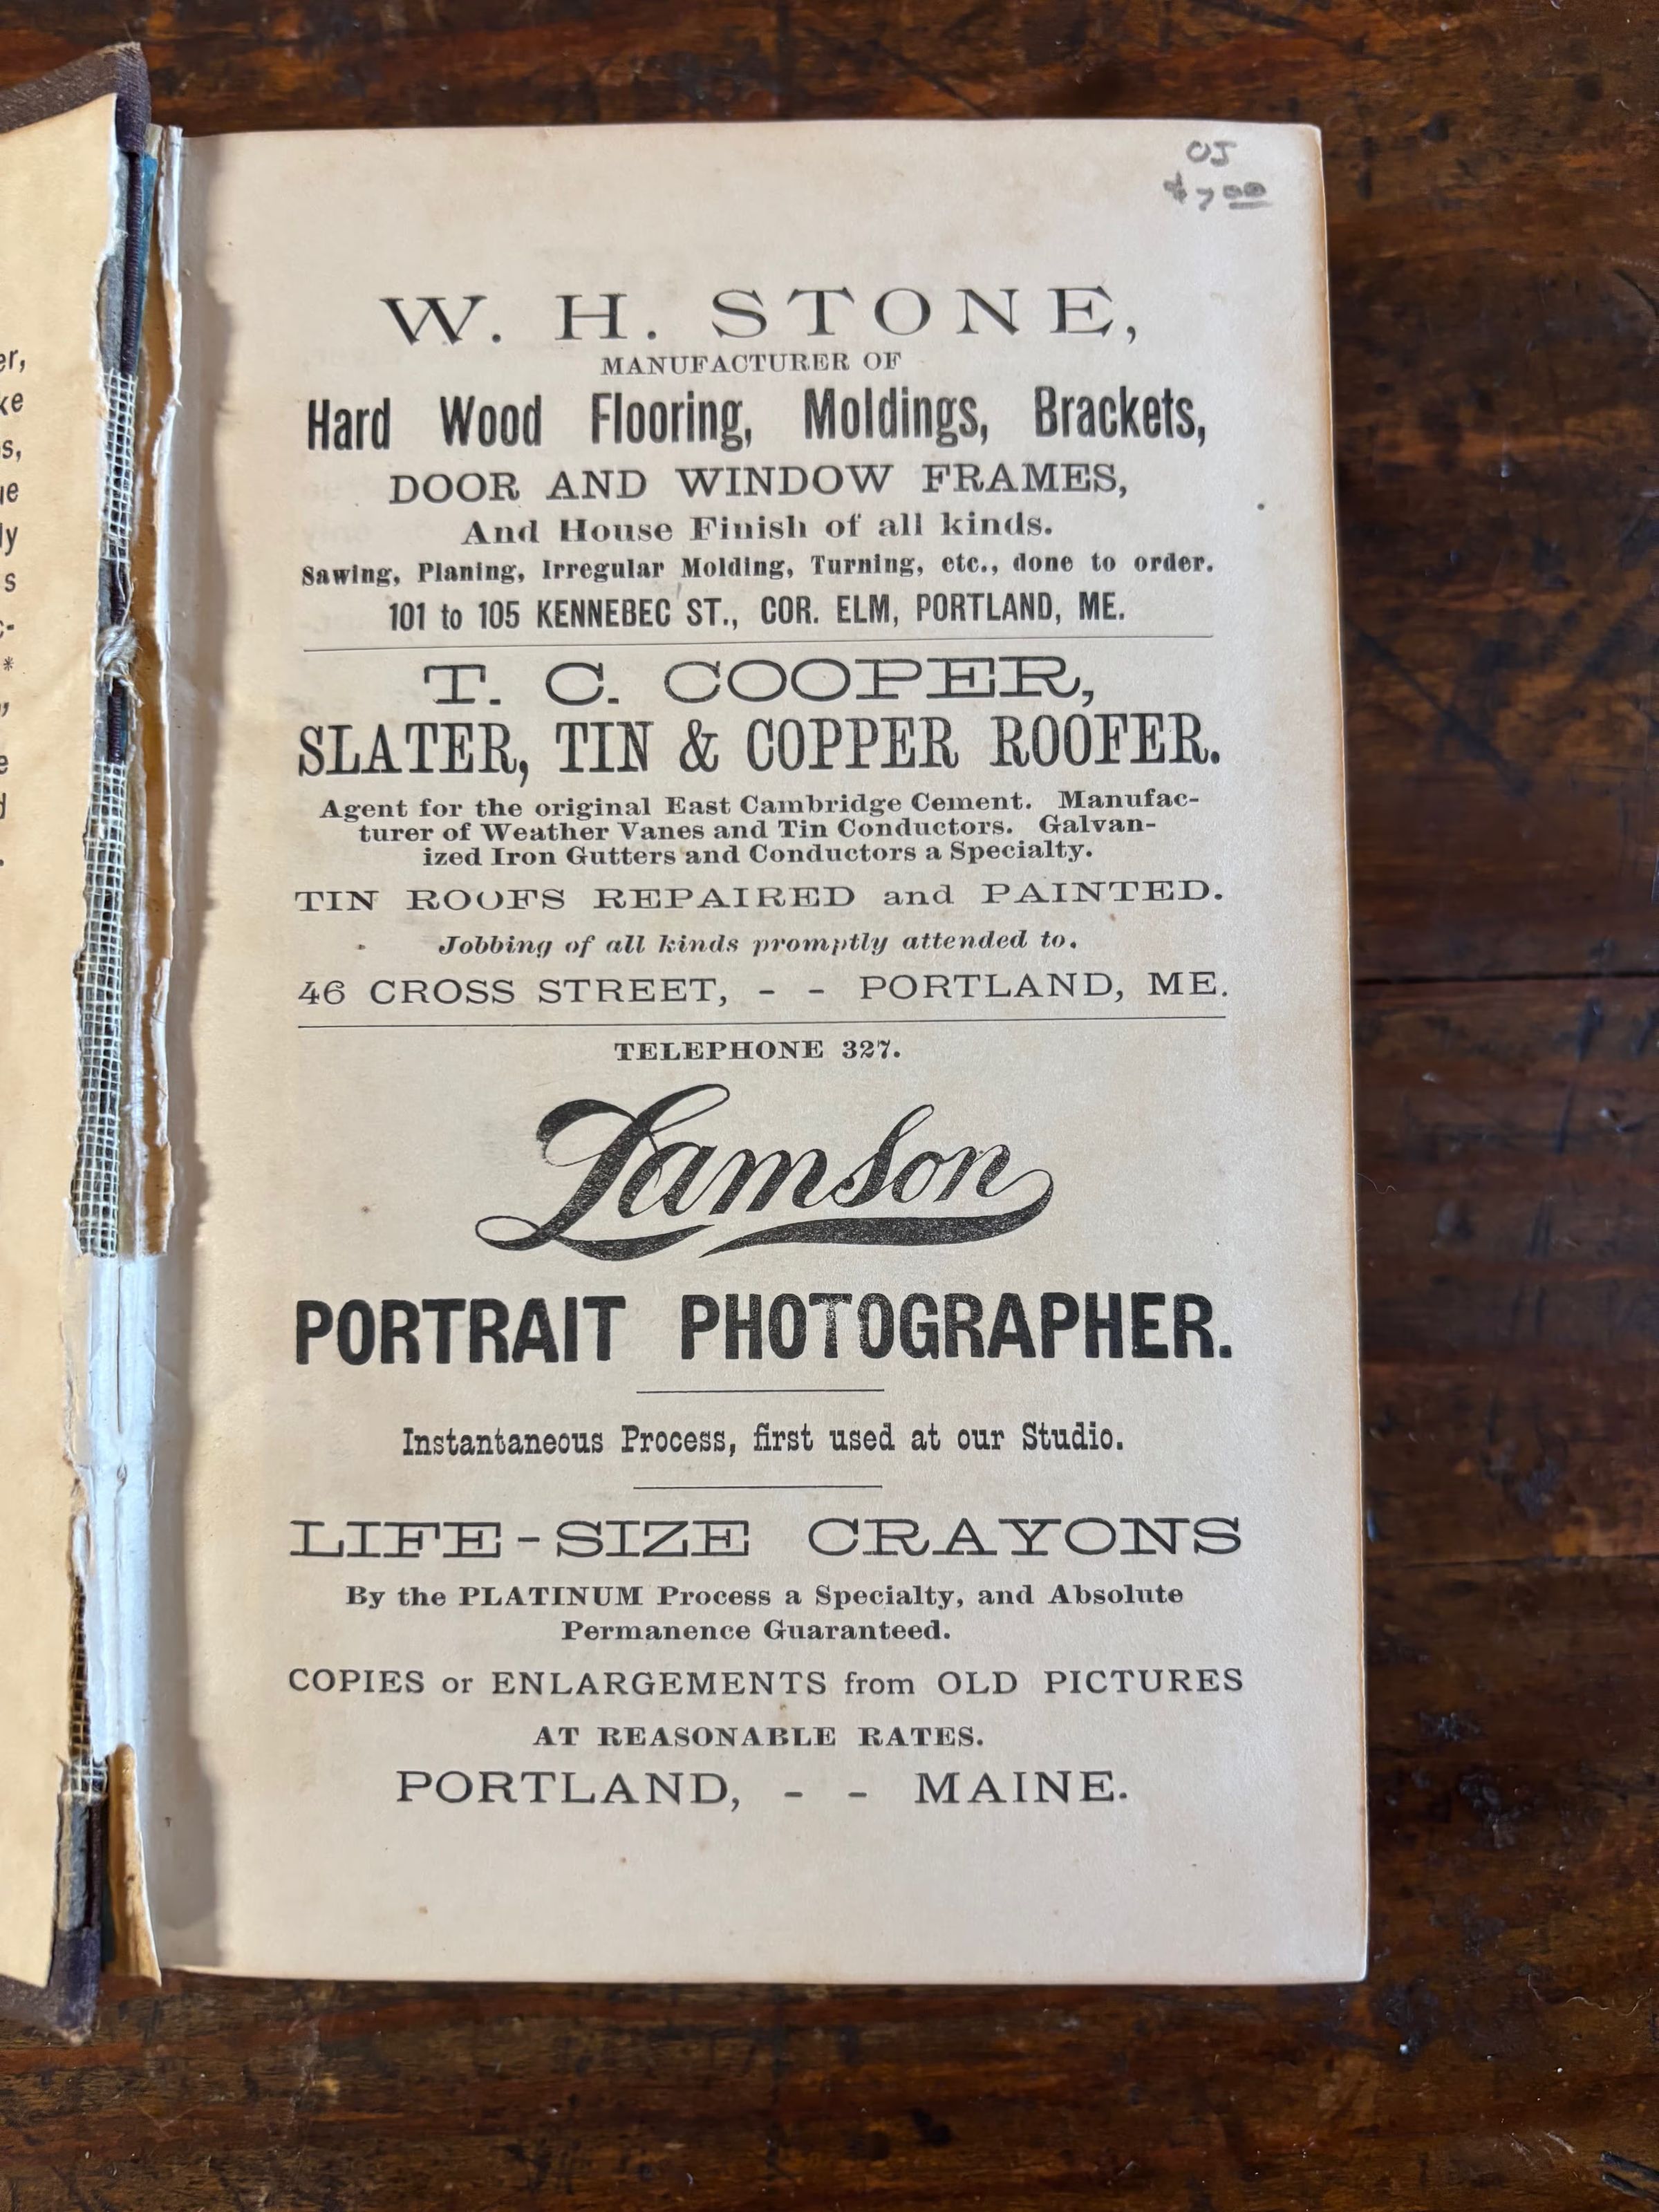 er,
ke
s,
ue
ly
s
c-
*
"
e
d
.
OJ
$7.00
W. H. STONE,
MANUFACTURER OF
Hard Wood Flooring, Moldings, Brackets,
DOOR AND WINDOW FRAMES,
And House Finish of all kinds.
Sawing, Planing, Irregular Molding, Turning, etc., done to order.
101 to 105 KENNEBEC ST., COR. ELM, PORTLAND, ME.
T. C. COOPER,
SLATER, TIN & COPPER ROOFER.
Agent for the original East Cambridge Cement. Manufac-
turer of Weather Vanes and Tin Conductors. Galvan-
ized Iron Gutters and Conductors a Specialty.
TIN ROOFS REPAIRED and PAINTED.
Jobbing of all kinds promptly attended to.
46 CROSS STREET, - - PORTLAND, ME.
TELEPHONE 327.
Lamson
PORTRAIT PHOTOGRAPHER.
Instantaneous Process, first used at our Studio.
LIFE-SIZE CRAYONS
By the PLATINUM Process a Specialty, and Absolute
Permanence Guaranteed.
COPIES or ENLARGEMENTS from OLD PICTURES
AT REASONABLE RATES.
PORTLAND, - - MAINE.